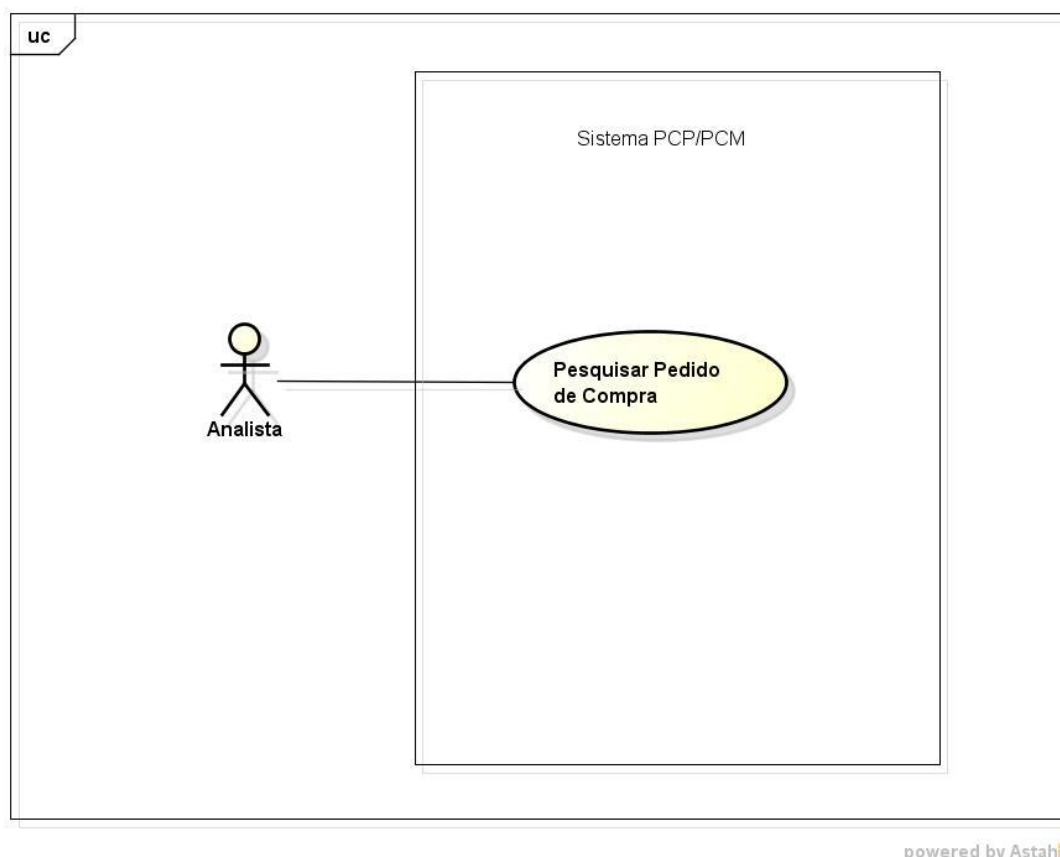 uc
Sistema PCP/PCM
Pesquisar Pedido
de Compra
Analista
powered by Astah